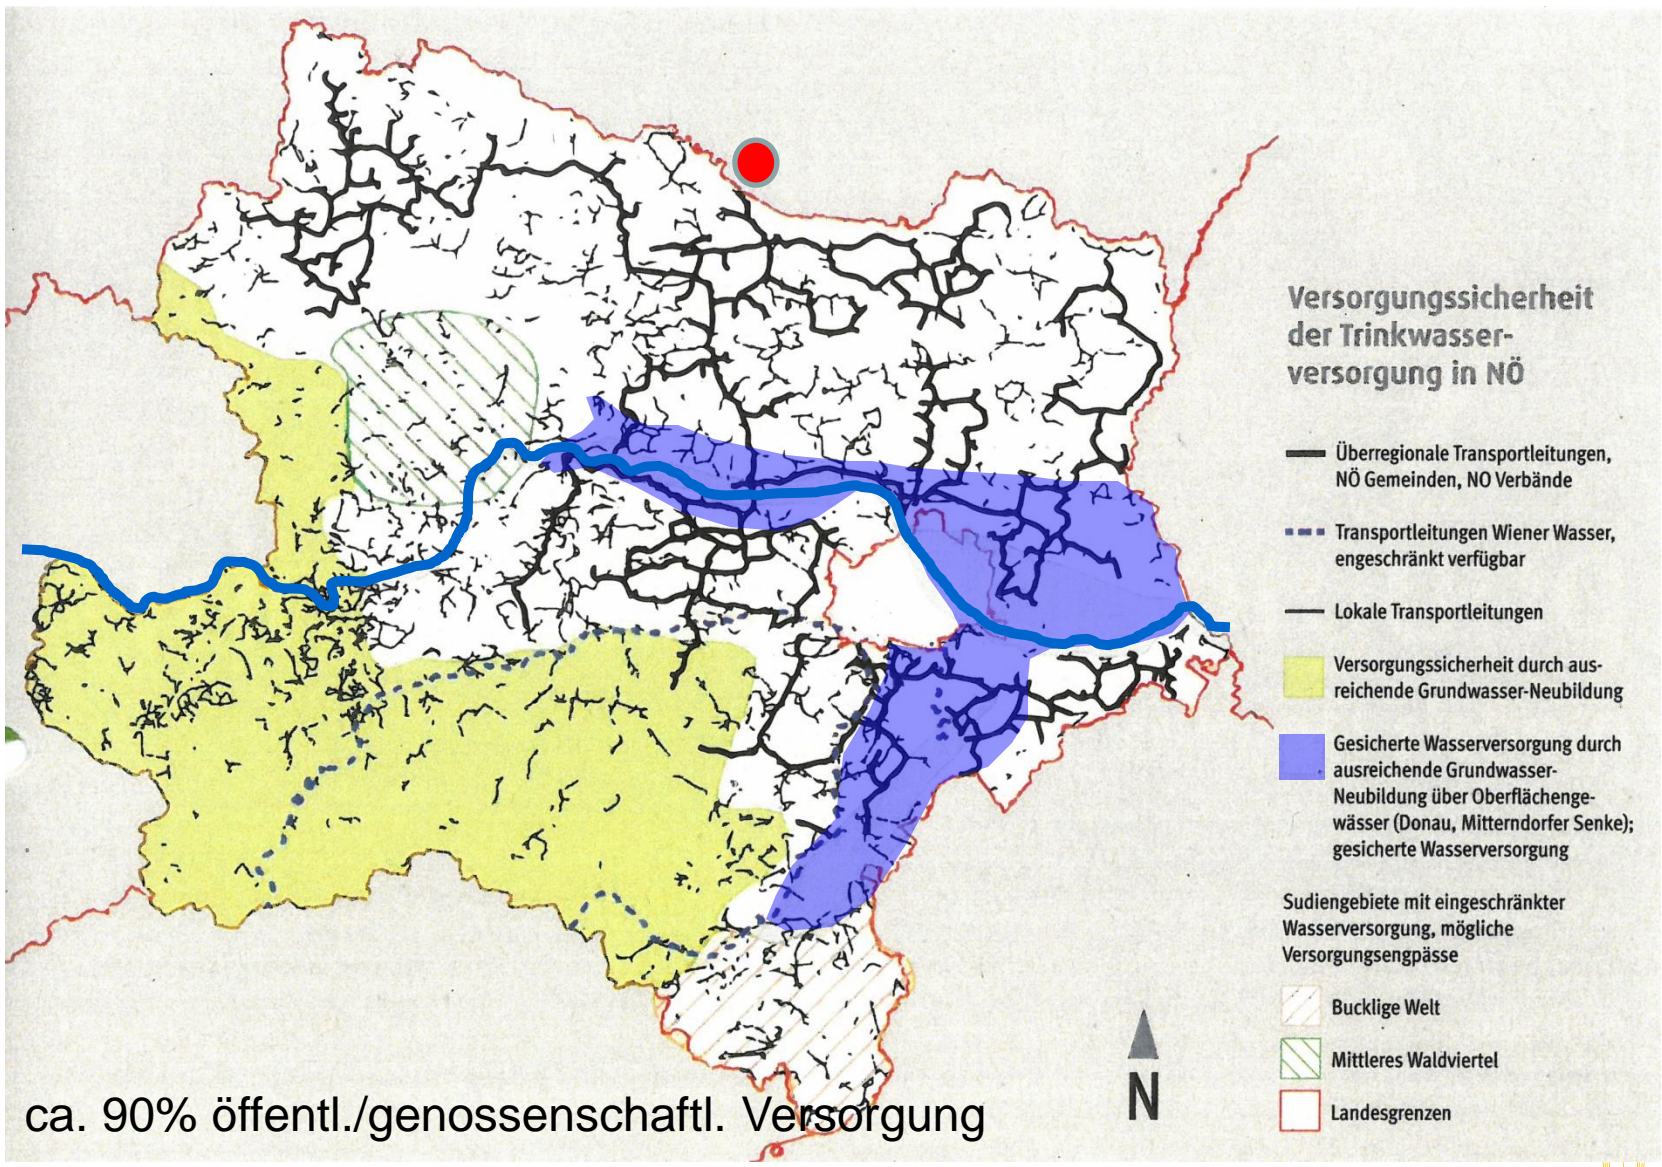 Versorgungssicherheit
der Trinkwasser-
versorgung in NÖ
Überregionale Transportleitungen,
NÖ Gemeinden, NO Verbände
Transportleitungen Wiener Wasser,
engeschränkt verfügbar
Lokale Transportleitungen
Versorgungssicherheit durch aus-
reichende Grundwasser-Neubildung
Gesicherte Wasserversorgung durch
ausreichende Grundwasser-
Neubildung über Oberflächenge-
wässer (Donau, Mitterndorfer Senke);
gesicherte Wasserversorgung
Sudiengebiete mit eingeschränkter
Wasserversorgung, mögliche
Versorgungsengpässe
Bucklige Welt
Mittleres Waldviertel
Landesgrenzen
N
ca. 90% öffentl./genossenschaftl. Versorgung